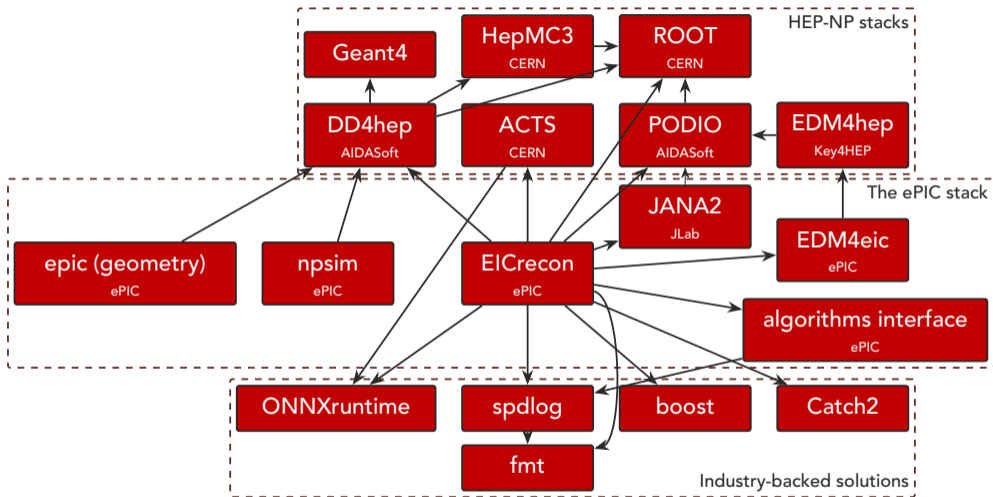 HEP-NP stacks
Geant4
HepMC3
CERN
ROOT
CERN
DD4hep
AIDASoft
ACTS
CERN
PODIO
AIDASoft
EDM4hep
Key4HEP
The ePIC stack
JANA2
JLab
epic (geometry)
ePIC
npsim
ePIC
EICrecon
ePIC
EDM4eic
ePIC
algorithms interface
ePIC
ONNXruntime
spdlog
boost
Catch2
fmt
Industry-backed solutions